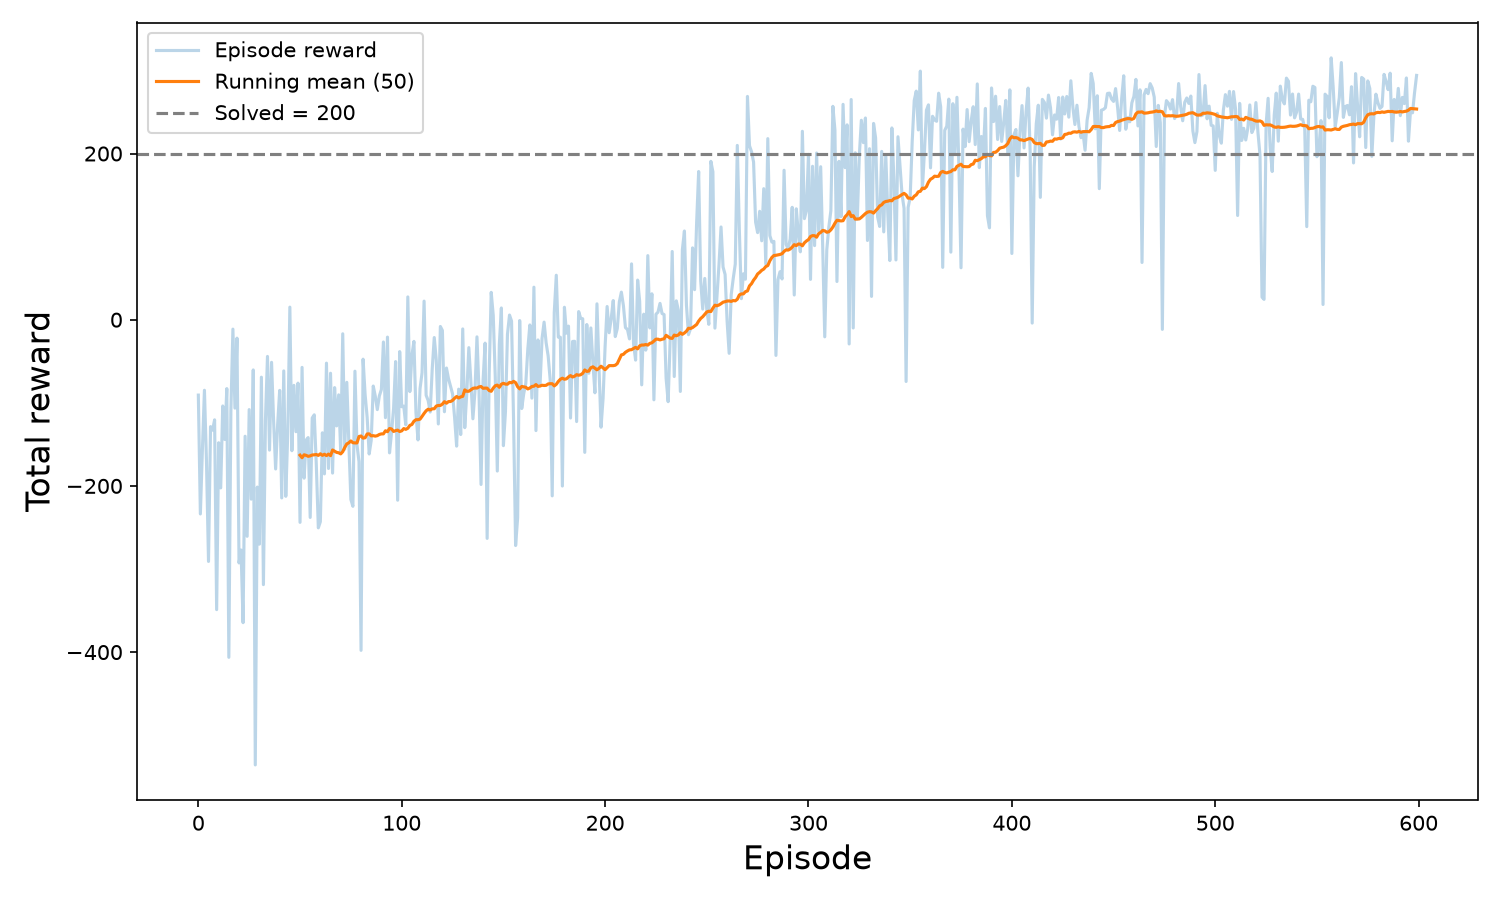 Episode reward
Running mean (50)
Solved = 200
Total reward
200
0
−200
−400
0
100
200
300
400
500
600
Episode